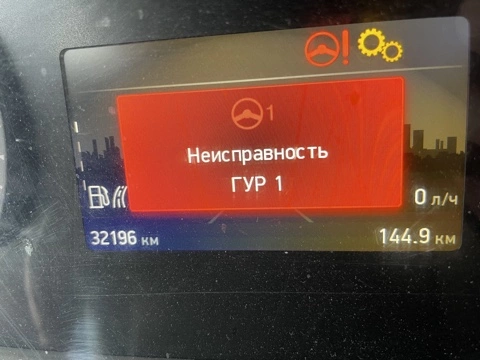 1
Неисправность
ГУР 1
0 л/ч
32196 км
144.9 км